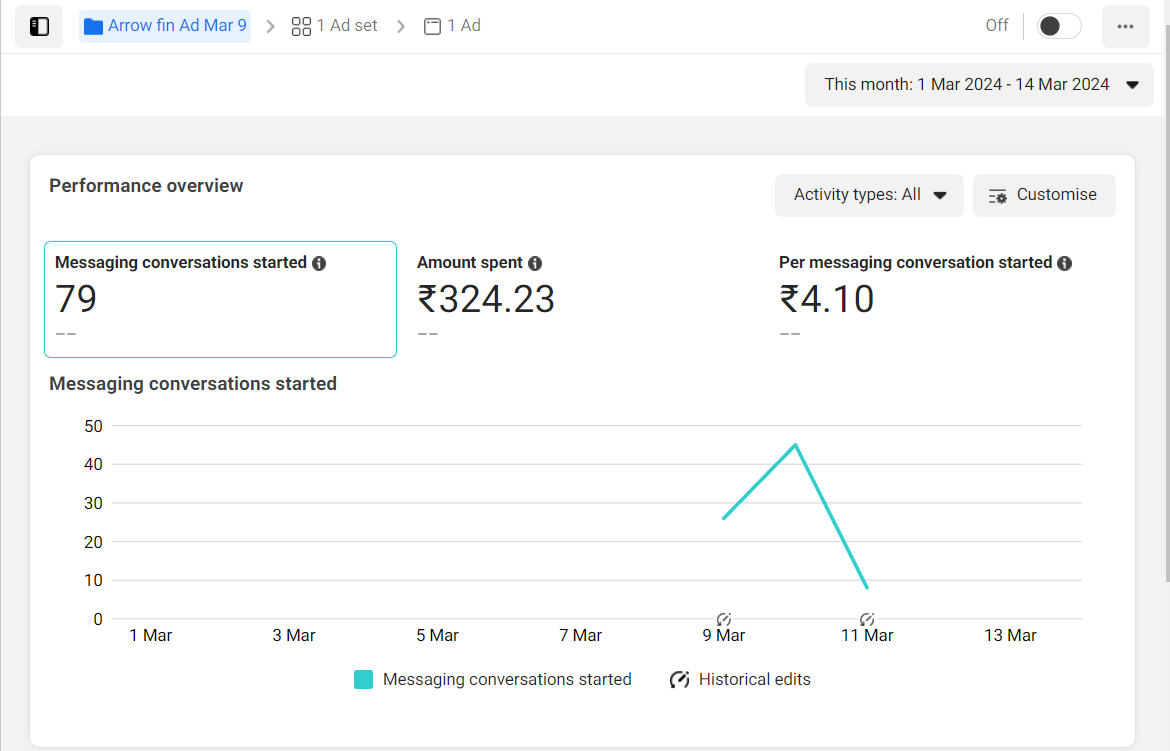 Arrow fin Ad Mar 9 1 Ad set 1 Ad Off
This month: 1 Mar 2024 - 14 Mar 2024
Performance overview
Activity types: All Customise
Messaging conversations started Amount spent Per messaging conversation started
79 ₹324.23 ₹4.10
-- -- --
Messaging conversations started
50
40
30
20
10
0
1 Mar 3 Mar 5 Mar 7 Mar 9 Mar 11 Mar 13 Mar
Messaging conversations started Historical edits